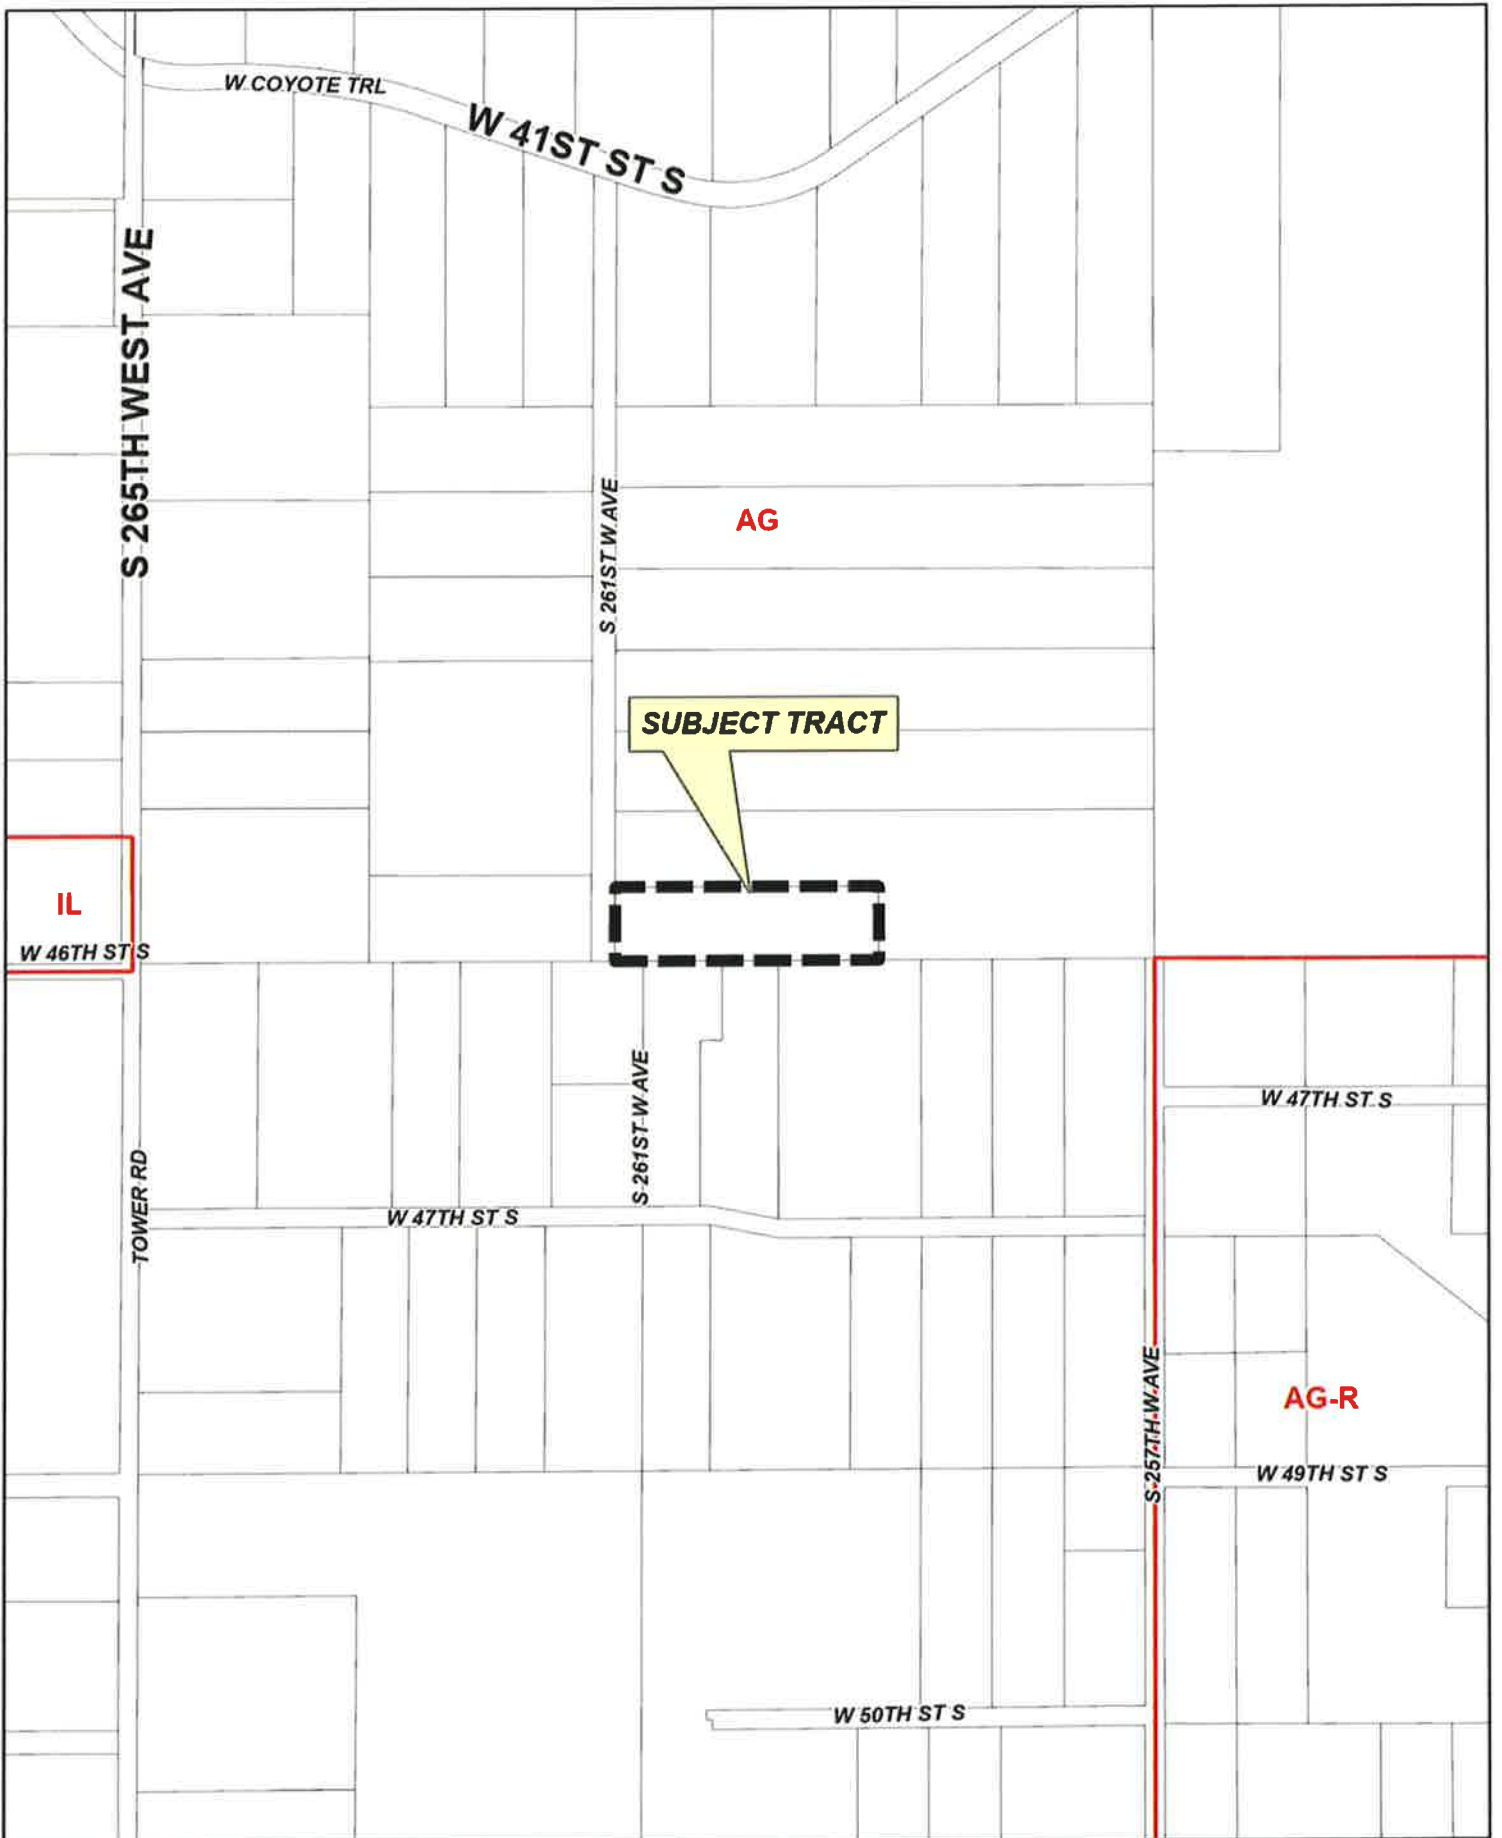 W COYOTE TRL
W 41ST ST S
S 265TH WEST AVE
S 261ST W AVE
AG
SUBJECT TRACT
IL
W 46TH ST S
S 261ST W AVE
W 47TH ST S
TOWER RD
W 47TH ST S
S 257TH W AVE
AG-R
W 49TH ST S
W 50TH ST S